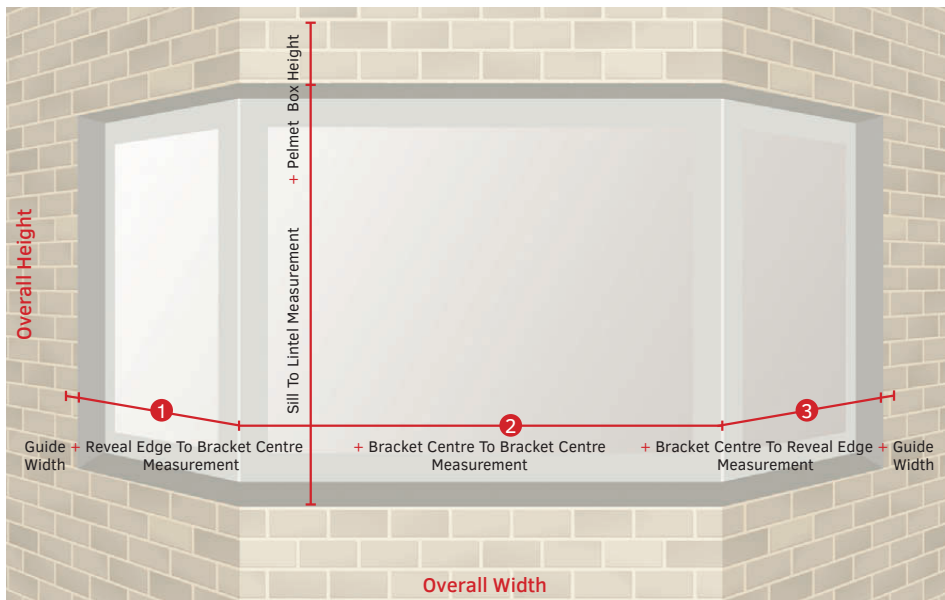 Overall Height
Sill To Lintel Measurement + Pelmet Box Height
1
2
3
Guide + Reveal Edge To Bracket Centre + Bracket Centre To Bracket Centre + Bracket Centre To Reveal Edge + Guide
Width Measurement Measurement Measurement Width
Overall Width